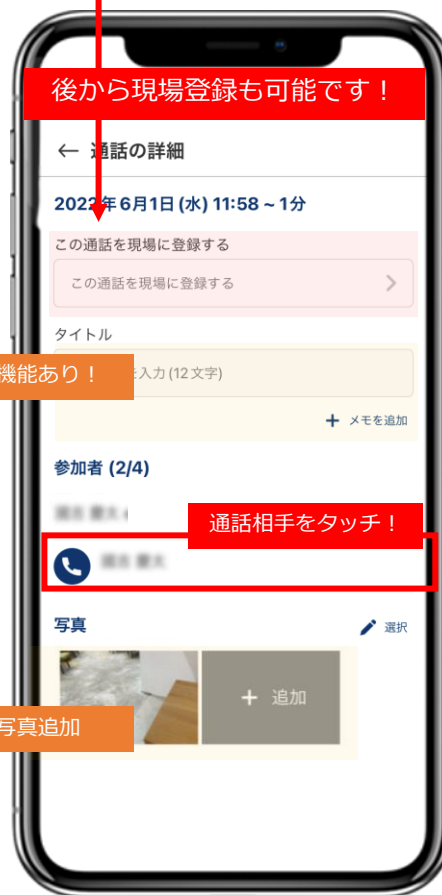 後から現場登録も可能です！
← 通話の詳細
2022年6月1日(水) 11:58 ~ 1分
この通話を現場に登録する
この通話を現場に登録する
タイトル
機能あり！
入力(12文字)
+ メモを追加
参加者 (2/4)
通話相手をタッチ！
写真
選択
+ 追加
写真追加